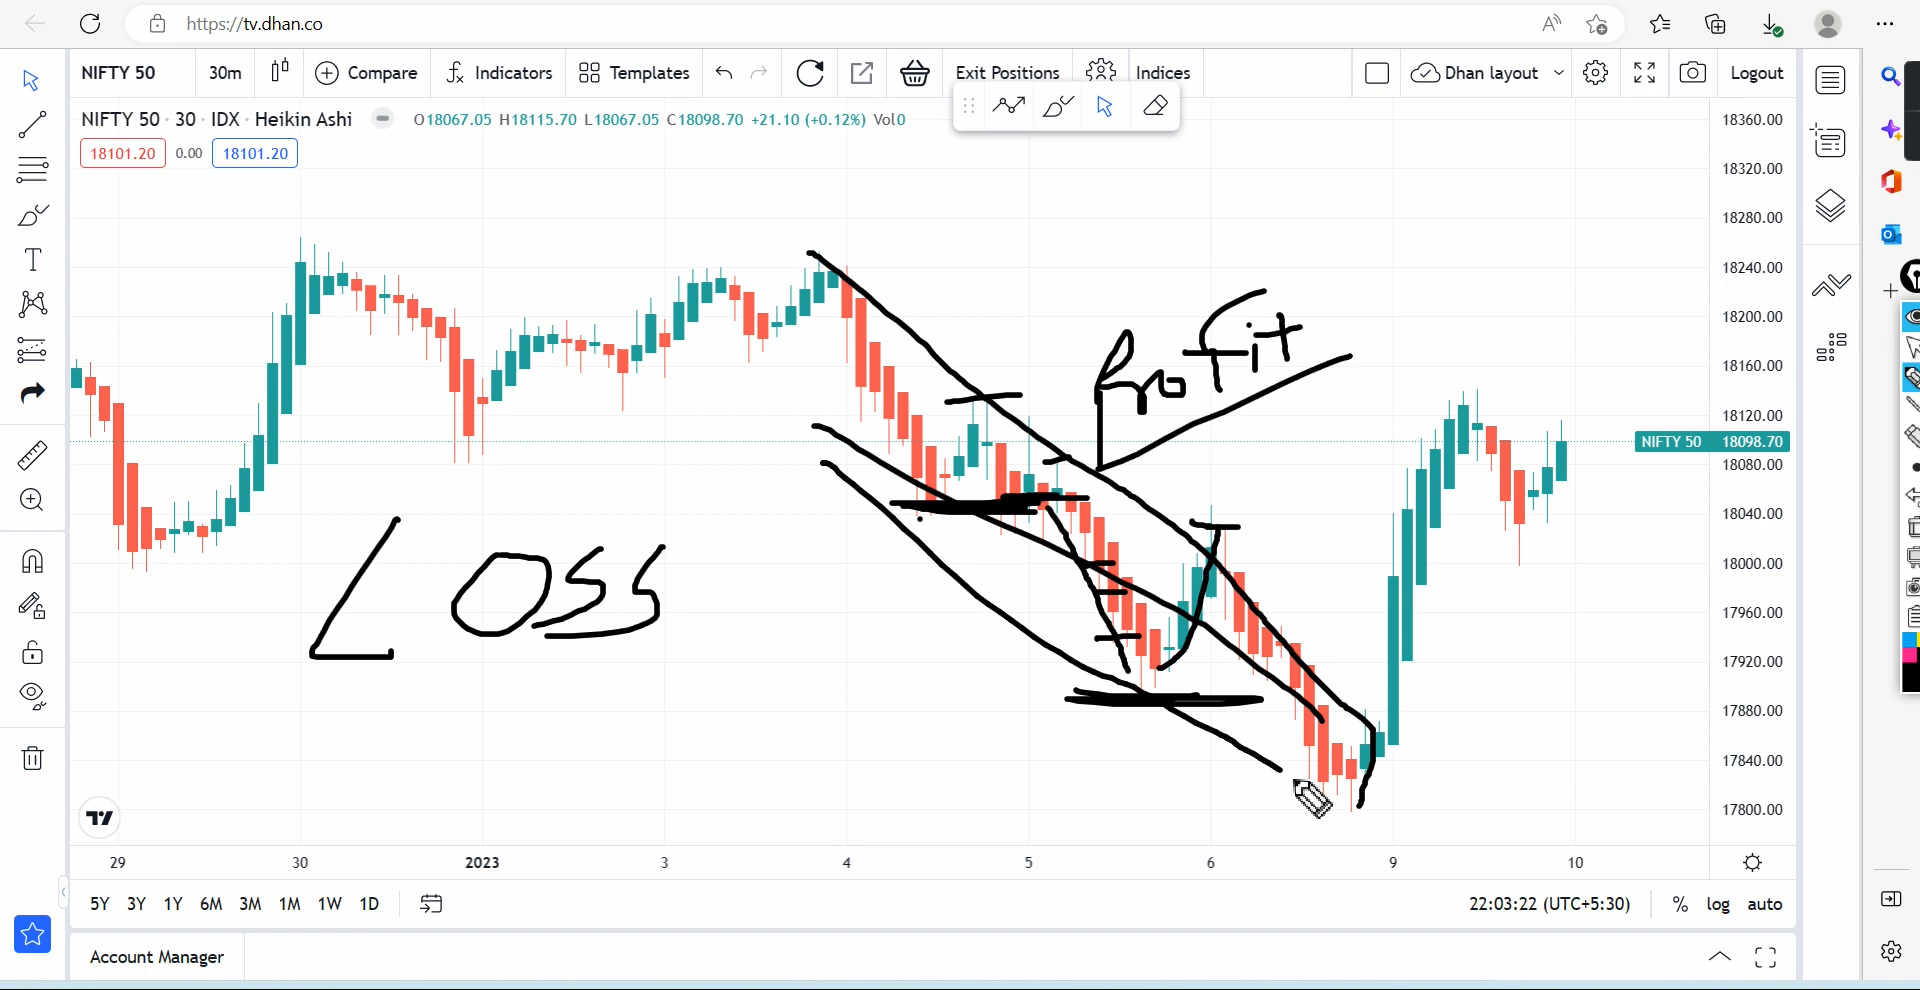 https://tv.dhan.co
NIFTY 50 30m Compare Indicators Templates Exit Positions Indices Dhan layout Logout
NIFTY 50 · 30 · IDX · Heikin Ashi O18067.05 H18115.70 L18067.05 C18098.70 +21.10 (+0.12%) Vol0
18101.20 0.00 18101.20
18360.00
18320.00
18280.00
18240.00
18200.00
18160.00
18120.00
NIFTY 50 18098.70
18080.00
18040.00
18000.00
17960.00
17920.00
17880.00
17840.00
17800.00
Profit
Loss
29 30 2023 3 4 5 6 9 10
5Y 3Y 1Y 6M 3M 1M 1W 1D 22:03:22 (UTC+5:30) % log auto
Account Manager